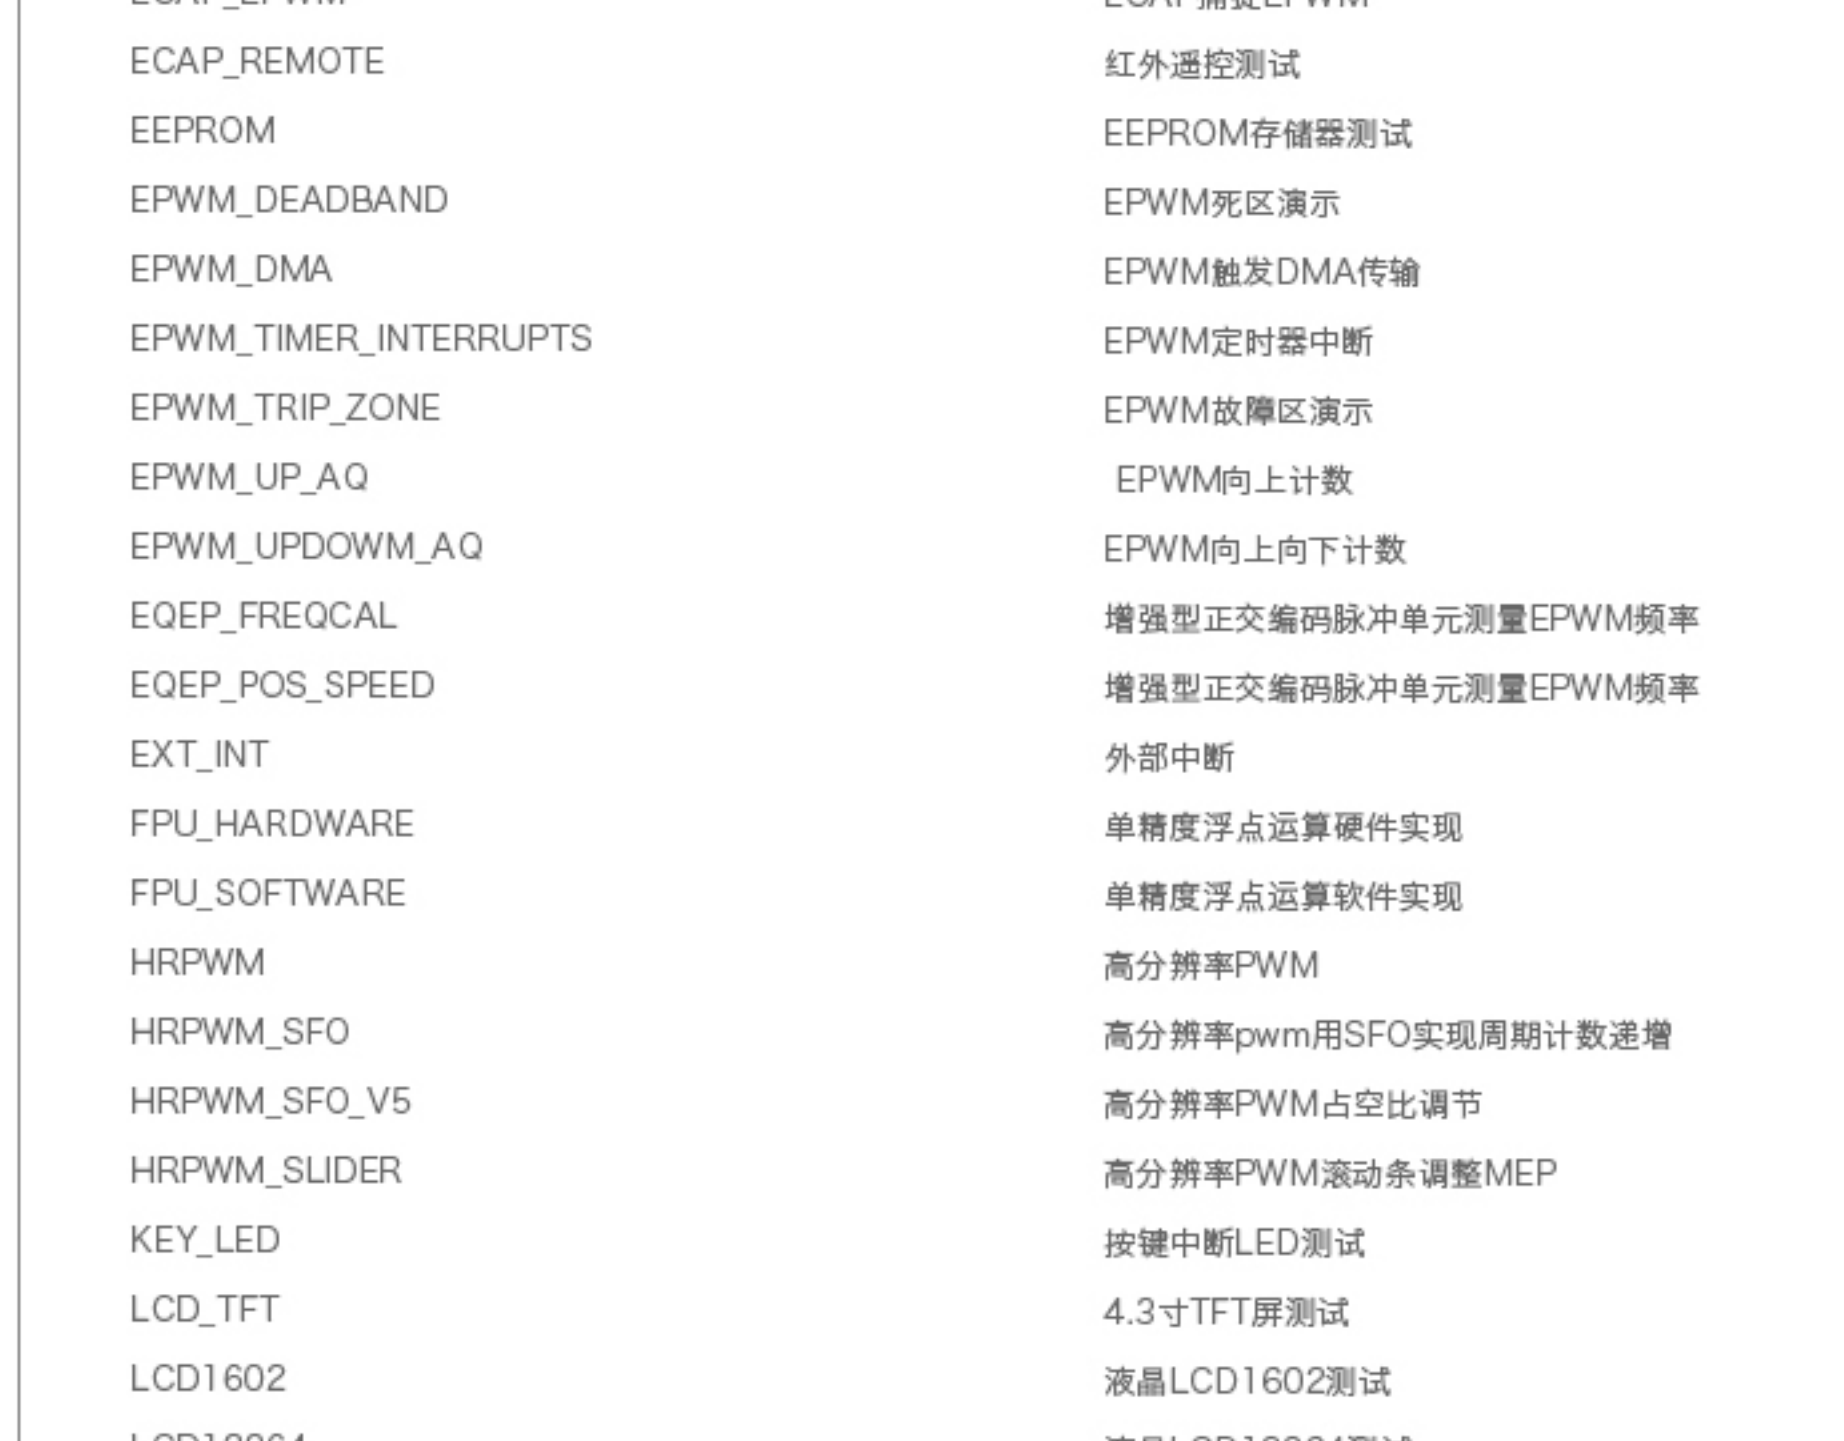 ECAP_REMOTE 红外遥控测试
EEPROM EEPROM存储器测试
EPWM_DEADBAND EPWM死区演示
EPWM_DMA EPWM触发DMA传输
EPWM_TIMER_INTERRUPTS EPWM定时器中断
EPWM_TRIP_ZONE EPWM故障区演示
EPWM_UP_AQ EPWM向上计数
EPWM_UPDOWM_AQ EPWM向上向下计数
EQEP_FREQCAL 增强型正交编码脉冲单元测量EPWM频率
EQEP_POS_SPEED 增强型正交编码脉冲单元测量EPWM频率
EXT_INT 外部中断
FPU_HARDWARE 单精度浮点运算硬件实现
FPU_SOFTWARE 单精度浮点运算软件实现
HRPWM 高分辨率PWM
HRPWM_SFO 高分辨率pwm用SFO实现周期计数递增
HRPWM_SFO_V5 高分辨率PWM占空比调节
HRPWM_SLIDER 高分辨率PWM滚动条调整MEP
KEY_LED 按键中断LED测试
LCD_TFT 4.3寸TFT屏测试
LCD1602 液晶LCD1602测试